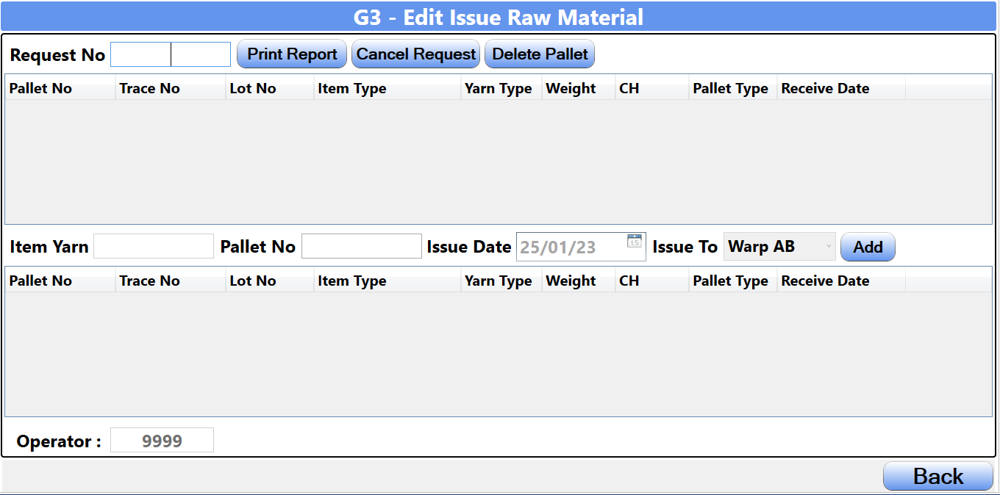 G3 - Edit Issue Raw Material
Request No Print Report Cancel Request Delete Pallet
Pallet No Trace No Lot No Item Type Yarn Type Weight CH Pallet Type Receive Date
Item Yarn Pallet No Issue Date 25/01/23 15 Issue To Warp AB Add
Pallet No Trace No Lot No Item Type Yarn Type Weight CH Pallet Type Receive Date
Operator : 9999
Back